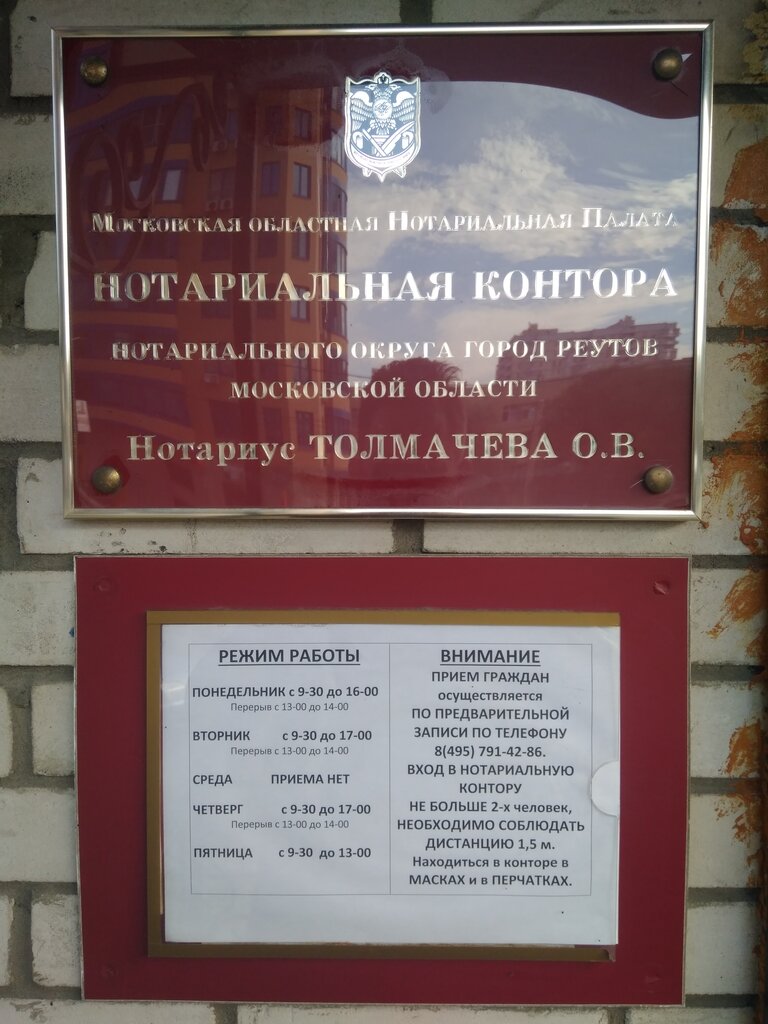 Московская областная Нотариальная Палата
НОТАРИАЛЬНАЯ КОНТОРА
НОТАРИАЛЬНОГО ОКРУГА ГОРОД РЕУТОВ
МОСКОВСКОЙ ОБЛАСТИ
Нотариус ТОЛМАЧЕВА О.В.
РЕЖИМ РАБОТЫ
ПОНЕДЕЛЬНИК с 9-30 до 16-00
Перерыв с 13-00 до 14-00
ВТОРНИК с 9-30 до 17-00
Перерыв с 13-00 до 14-00
СРЕДА ПРИЕМА НЕТ
ЧЕТВЕРГ с 9-30 до 17-00
Перерыв с 13-00 до 14-00
ПЯТНИЦА с 9-30 до 13-00
ВНИМАНИЕ
ПРИЕМ ГРАЖДАН
осуществляется
ПО ПРЕДВАРИТЕЛЬНОЙ
ЗАПИСИ ПО ТЕЛЕФОНУ
8(495) 791-42-86.
ВХОД В НОТАРИАЛЬНУЮ
КОНТОРУ
НЕ БОЛЬШЕ 2-х человек,
НЕОБХОДИМО СОБЛЮДАТЬ
ДИСТАНЦИЮ 1,5 м.
Находиться в конторе в
МАСКАХ и в ПЕРЧАТКАХ.